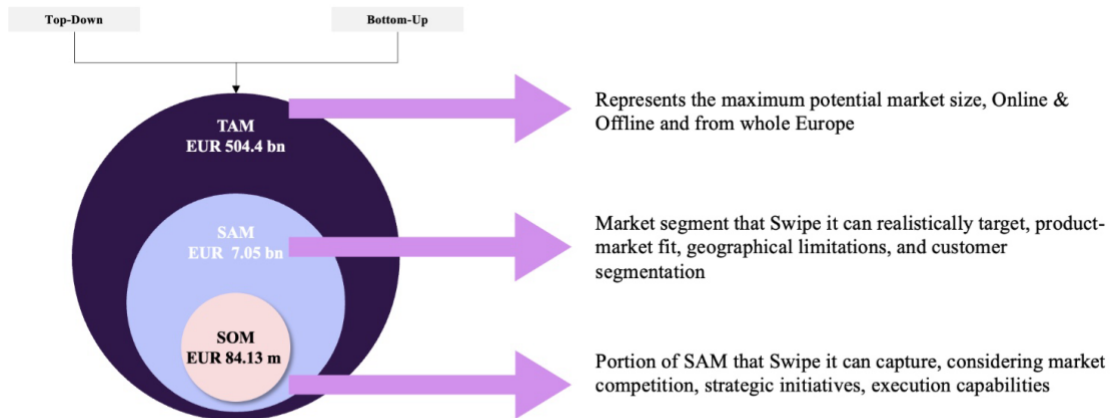 Top-Down
Bottom-Up
TAM
EUR 504.4 bn
Represents the maximum potential market size, Online &
Offline and from whole Europe
SAM
EUR 7.05 bn
Market segment that Swipe it can realistically target, product-
market fit, geographical limitations, and customer
segmentation
SOM
EUR 84.13 m
Portion of SAM that Swipe it can capture, considering market
competition, strategic initiatives, execution capabilities